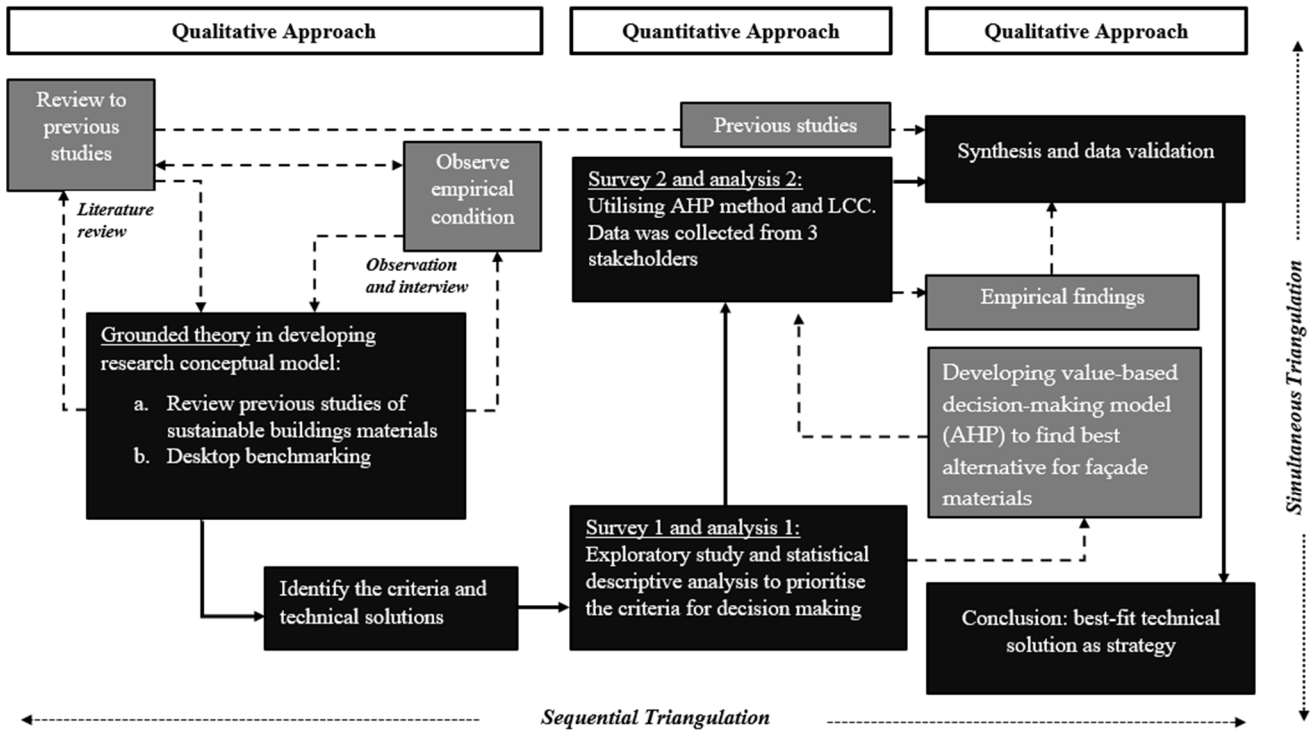 Qualitative Approach
Quantitative Approach
Qualitative Approach
Review to
previous
studies
Literature
review
Observe
empirical
condition
Observation
and interview
Grounded theory in developing
research conceptual model:
a. Review previous studies of
sustainable buildings materials
b. Desktop benchmarking
Identify the criteria and
technical solutions
Previous studies
Survey 2 and analysis 2:
Utilising AHP method and LCC.
Data was collected from 3
stakeholders
Survey 1 and analysis 1:
Exploratory study and statistical
descriptive analysis to prioritise
the criteria for decision making
Synthesis and data validation
Empirical findings
Developing value-based
decision-making model
(AHP) to find best
alternative for façade
materials
Conclusion: best-fit technical
solution as strategy
Simultaneous Triangulation
Sequential Triangulation